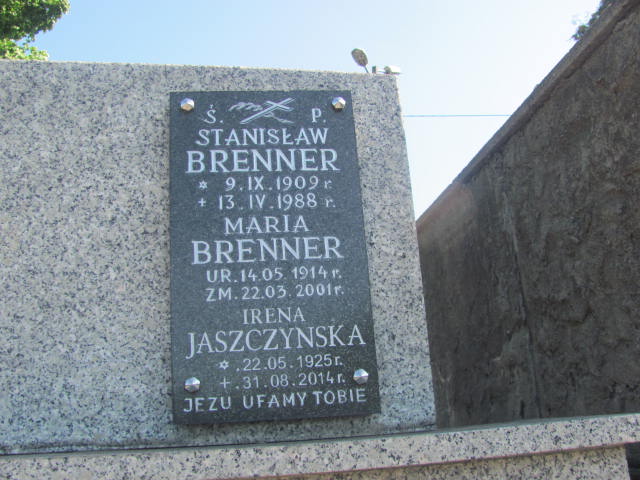 Ś. P.
STANISŁAW
BRENNER
✡ 9.IX.1909 r.
+ 13.IV.1988 r.
MARIA
BRENNER
UR. 14.05.1914 r.
ZM. 22.03.2001 r.
IRENA
JASZCZYNSKA
✡ 22.05.1925 r.
+ 31.08.2014 r.
JEZU UFAMY TOBIE